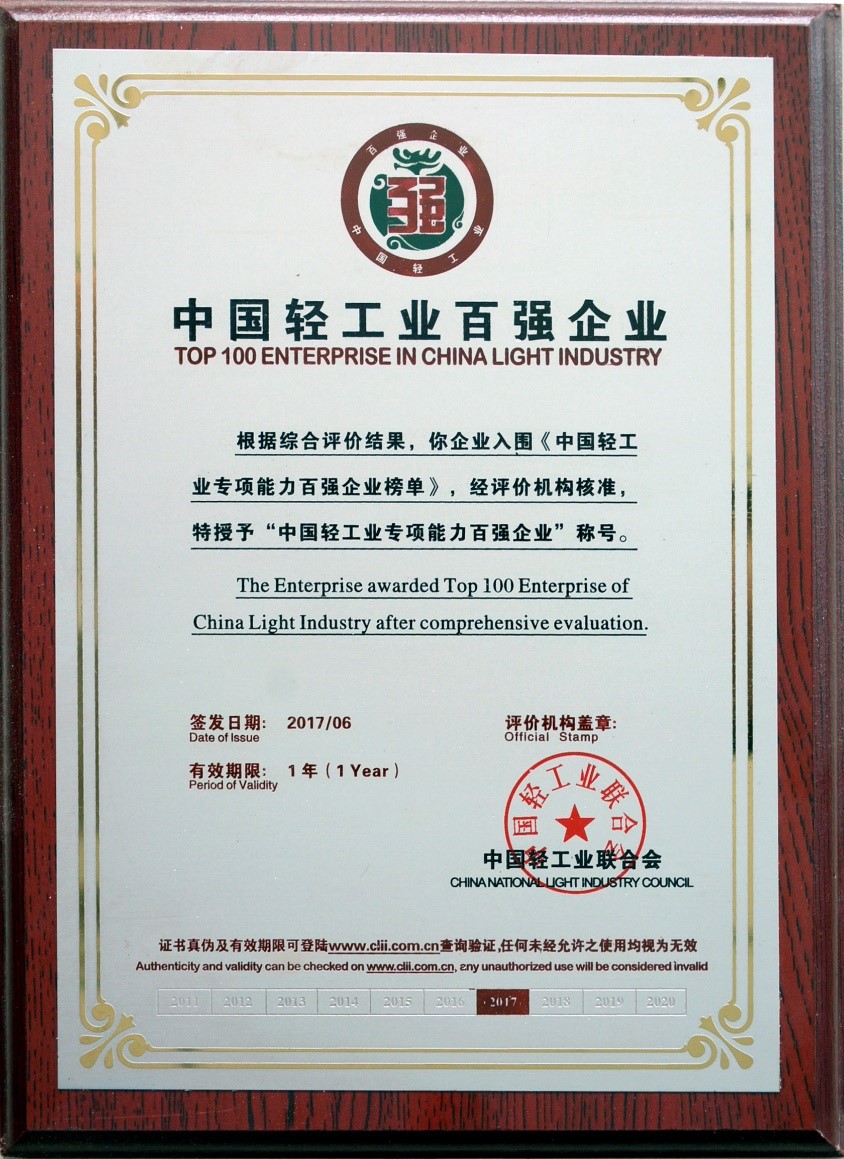 百强企业
百强
中国轻工业
中国轻工业百强企业
TOP 100 ENTERPRISE IN CHINA LIGHT INDUSTRY
根据综合评价结果，你企业入围《中国轻工
业专项能力百强企业榜单》，经评价机构核准，
特授予“中国轻工业专项能力百强企业”称号。
The Enterprise awarded Top 100 Enterprise of
China Light Industry after comprehensive evaluation.
签发日期: 2017/06
Date of Issue
有效期限: 1年（1 Year）
Period of Validity
评价机构盖章:
Official Stamp
中国轻工业联合会
中国轻工业联合会
CHINA NATIONAL LIGHT INDUSTRY COUNCIL
证书真伪及有效期限可登陆www.clii.com.cn查询验证,任何未经允许之使用均视为无效
Authenticity and validity can be checked on www.clii.com.cn, any unauthorized use will be considered invalid
2011 2012 2013 2014 2015 2016 ·2017· 2018 2019 2020